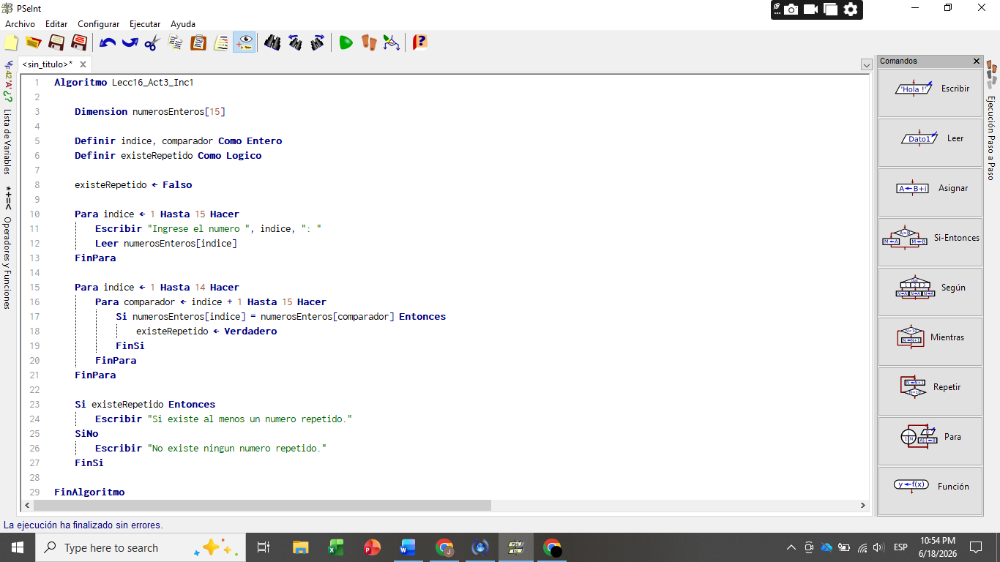 PSeInt
Archivo Editar Configurar Ejecutar Ayuda
<sin_titulo>*
Lista de Variables
Operadores y Funciones
1 Algoritmo Lecc16_Act3_Inc1
2
3 Dimension numerosEnteros[15]
4
5 Definir indice, comparador Como Entero
6 Definir existeRepetido Como Logico
7
8 existeRepetido ← Falso
9
10 Para indice ← 1 Hasta 15 Hacer
11 Escribir "Ingrese el numero ", indice, ": "
12 Leer numerosEnteros[indice]
13 FinPara
14
15 Para indice ← 1 Hasta 14 Hacer
16 Para comparador ← indice + 1 Hasta 15 Hacer
17 Si numerosEnteros[indice] = numerosEnteros[comparador] Entonces
18 existeRepetido ← Verdadero
19 FinSi
20 FinPara
21 FinPara
22
23 Si existeRepetido Entonces
24 Escribir "Si existe al menos un numero repetido."
25 SiNo
26 Escribir "No existe ningun numero repetido."
27 FinSi
28
29 FinAlgoritmo
Comandos
'Hola !' Escribir
Dato1 Leer
A←B+i Asignar
A>B M←A M←B Si-Entonces
Según
Mientras
Repetir
Para
y←f(x) Función
Ejecución Paso a Paso
La ejecución ha finalizado sin errores.
Type here to search
ESP
10:54 PM
6/18/2026